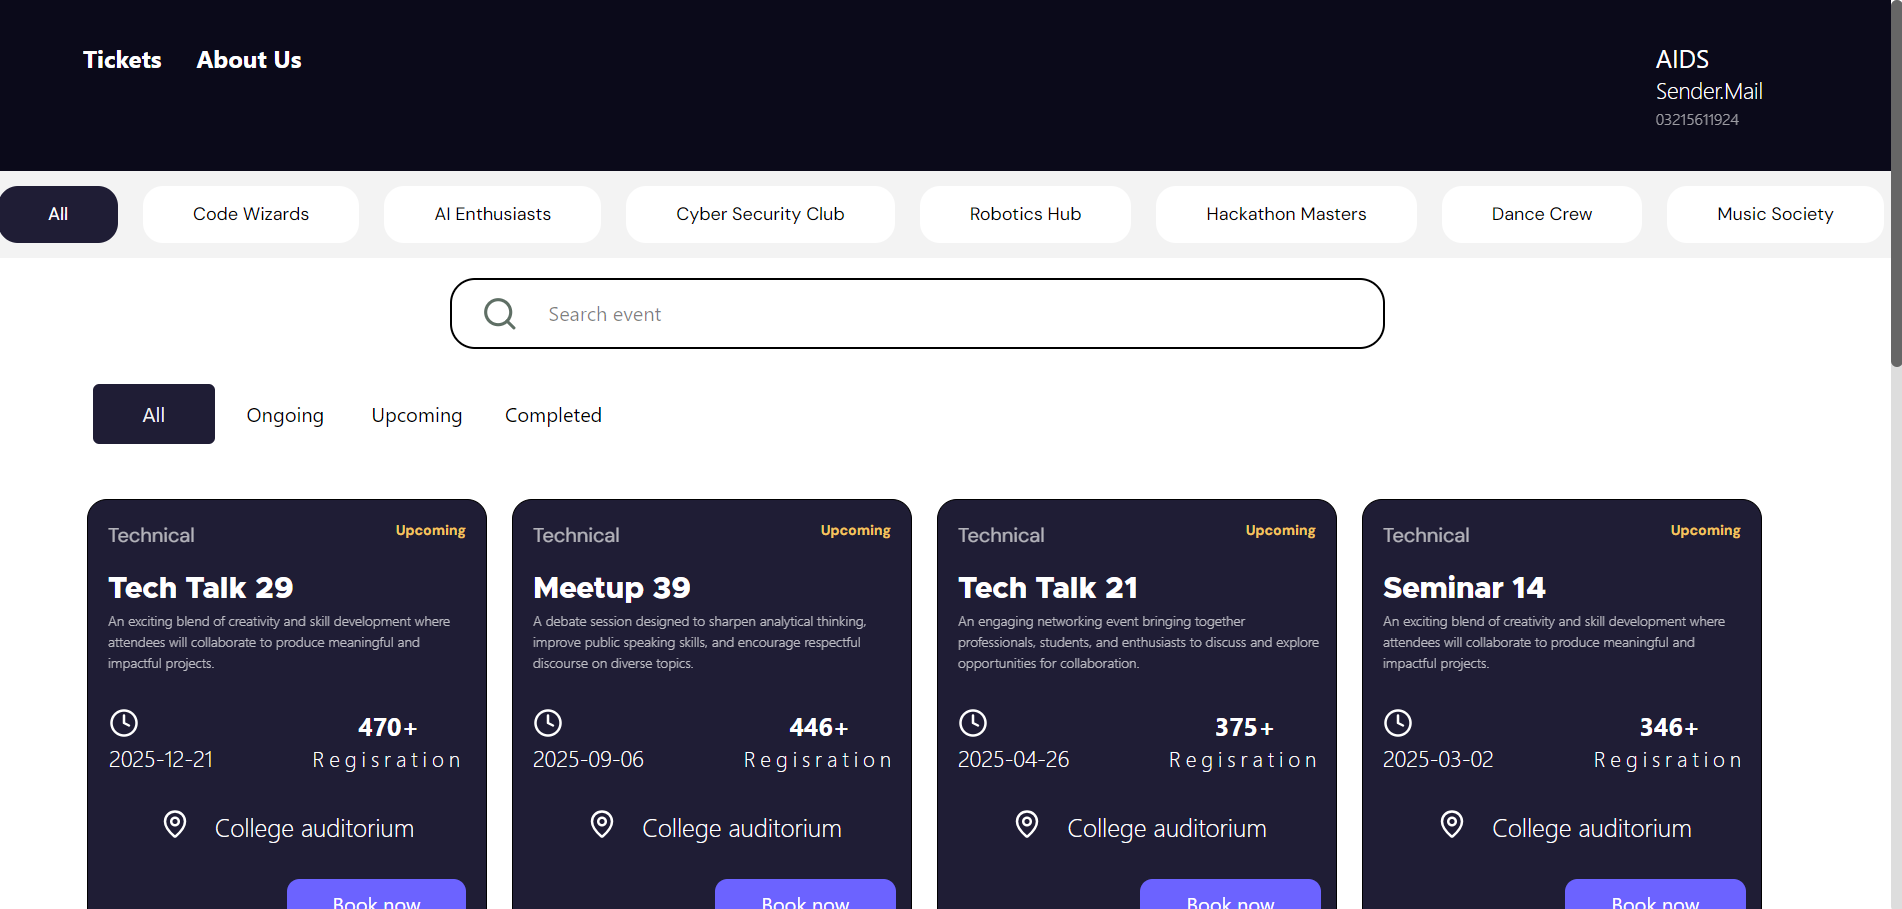 Tickets About Us
AIDS
Sender.Mail
03215611924
All Code Wizards AI Enthusiasts Cyber Security Club Robotics Hub Hackathon Masters Dance Crew Music Society
Search event
All Ongoing Upcoming Completed
Technical Upcoming
Tech Talk 29
An exciting blend of creativity and skill development where
attendees will collaborate to produce meaningful and
impactful projects.
470+
2025-12-21 Regisration
College auditorium
Book now
Technical Upcoming
Meetup 39
A debate session designed to sharpen analytical thinking,
improve public speaking skills, and encourage respectful
discourse on diverse topics.
446+
2025-09-06 Regisration
College auditorium
Book now
Technical Upcoming
Tech Talk 21
An engaging networking event bringing together
professionals, students, and enthusiasts to discuss and explore
opportunities for collaboration.
375+
2025-04-26 Regisration
College auditorium
Book now
Technical Upcoming
Seminar 14
An exciting blend of creativity and skill development where
attendees will collaborate to produce meaningful and
impactful projects.
346+
2025-03-02 Regisration
College auditorium
Book now